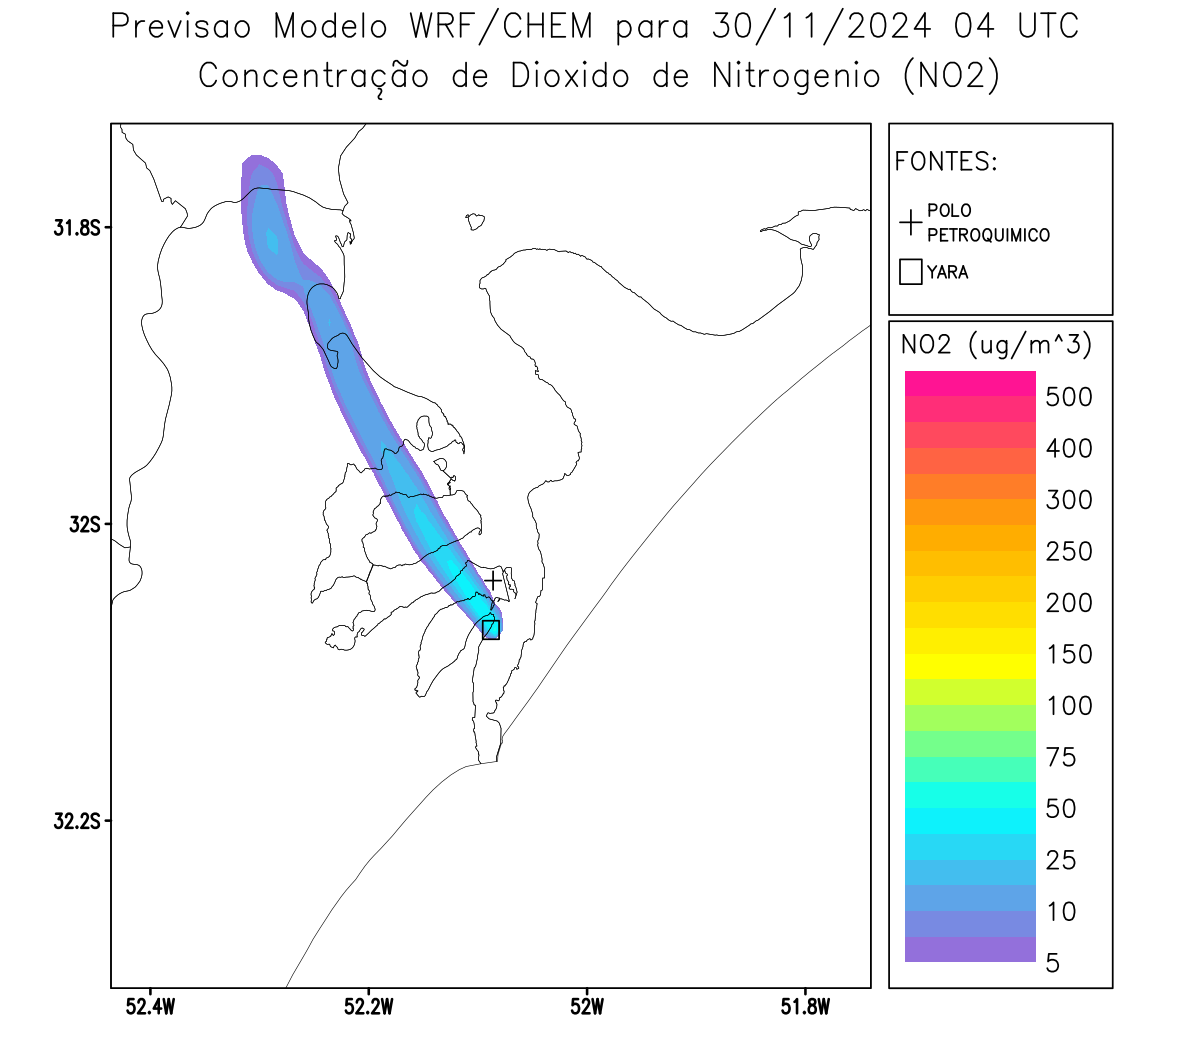 Previsao Modelo WRF/CHEM para 30/11/2024 04 UTC
Concentração de Dioxido de Nitrogenio (NO2)
FONTES:
POLO
PETROQUIMICO
YARA
NO2 (ug/m^3)
500
400
300
250
200
150
100
75
50
25
10
5
31.8S
32S
32.2S
52.4W
52.2W
52W
51.8W